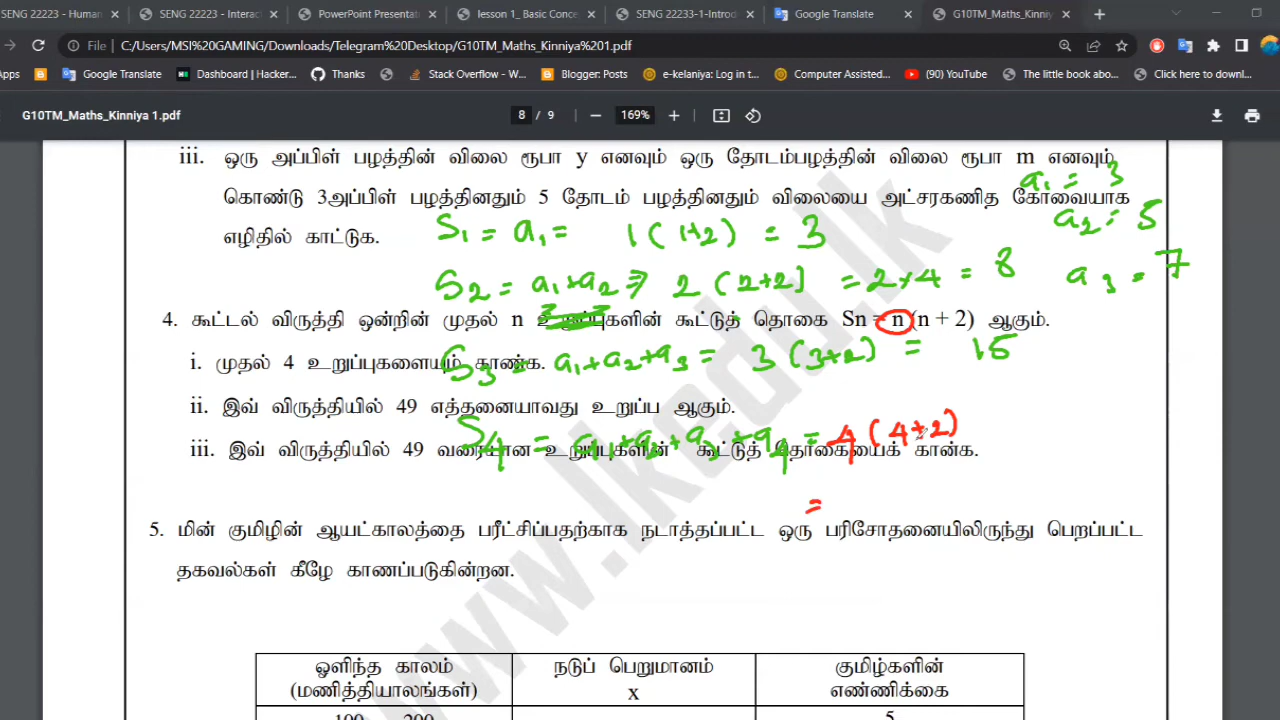 SENG 22223 - Human
SENG 22223 - Interac
PowerPoint Presentat
lesson 1_ Basic Conce
SENG 22233-1-Introd
Google Translate
G10TM_Maths_Kinniy
File | C:/Users/MSI%20GAMING/Downloads/Telegram%20Desktop/G10TM_Maths_Kinniya%201.pdf
Apps
Google Translate
Dashboard | Hacker...
Thanks
Stack Overflow - W...
Blogger: Posts
e-kelaniya: Log in t...
Computer Assisted...
(90) YouTube
The little book abo...
Click here to downl...
G10TM_Maths_Kinniya 1.pdf
8 / 9
169%
iii. ஒரு அப்பிள் பழத்தின் விலை ரூபா y எனவும் ஒரு தோடம்பழத்தின் விலை ரூபா m எனவும்
a1 = 3
கொண்டு 3அப்பிள் பழத்தினதும் 5 தோடம் பழத்தினதும் விலையை அட்சரகணித கோவையாக
a2 = 5
எழிதில் காட்டுக.
S1 = a1 = 1(1+2) = 3
S2 = a1+a2 ⇒ 2(2+2) = 2×4 = 8
a3 = 7
4. கூட்டல் விருத்தி ஒன்றின் முதல் n உறுப்புகளின் கூட்டுத் தொகை Sn = n(n + 2) ஆகும்.
i. முதல் 4 உறுப்புகளையும் காண்க.
S3 = a1+a2+a3 = 3(3+2) = 15
ii. இவ் விருத்தியில் 49 எத்தனையாவது உறுப்ப ஆகும்.
S4 = a1+a2+a3+a4 = 4(4+2)
iii. இவ் விருத்தியில் 49 வரையான உறுப்புகளின் கூட்டுத் தொகையைக் கான்க.
=
5. மின் குமிழின் ஆயட்காலத்தை பரீட்சிப்பதற்காக நடாத்தப்பட்ட ஒரு பரிசோதனையிலிருந்து பெறப்பட்ட
தகவல்கள் கீழே காணப்படுகின்றன.
ஓளிந்த காலம்
(மணித்தியாலங்கள்)
நடுப் பெறுமானம்
x
குமிழ்களின்
எண்ணிக்கை
100 200
5
www.lkedu.lk